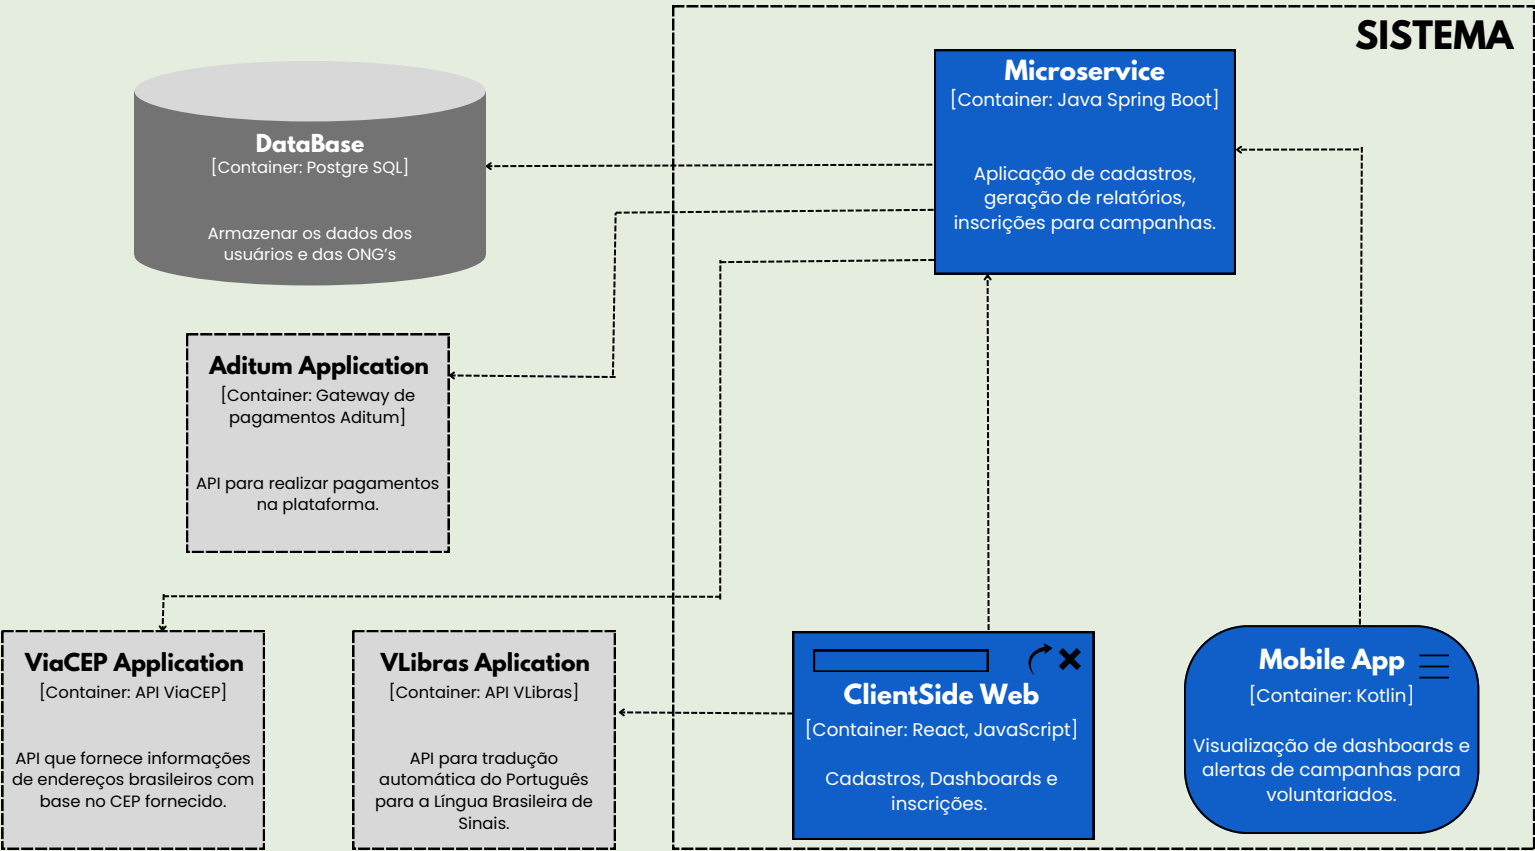 SISTEMA
Microservice
[Container: Java Spring Boot]
Aplicação de cadastros,
geração de relatórios,
inscrições para campanhas.
DataBase
[Container: Postgre SQL]
Armazenar os dados dos
usuários e das ONG’s
Aditum Application
[Container: Gateway de
pagamentos Aditum]
API para realizar pagamentos
na plataforma.
ViaCEP Application
[Container: API ViaCEP]
API que fornece informações
de endereços brasileiros com
base no CEP fornecido.
VLibras Aplication
[Container: API VLibras]
API para tradução
automática do Português
para a Língua Brasileira de
Sinais.
ClientSide Web
[Container: React, JavaScript]
Cadastros, Dashboards e
inscrições.
Mobile App
[Container: Kotlin]
Visualização de dashboards e
alertas de campanhas para
voluntariados.